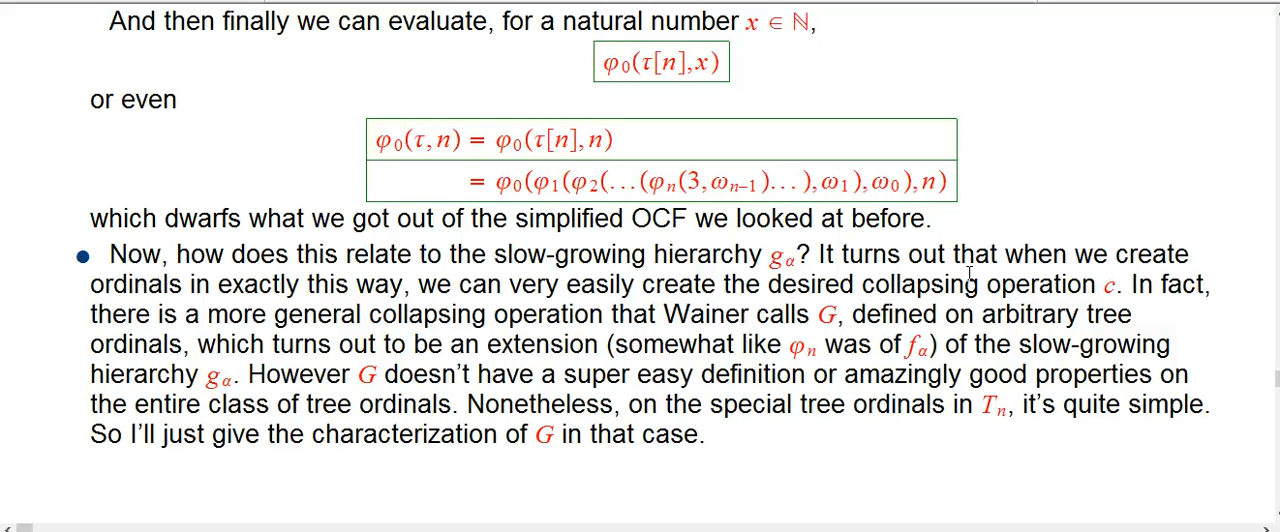 And then finally we can evaluate, for a natural number x ∈ ℕ,
φ₀(τ[n],x)
or even
φ₀(τ,n) = φ₀(τ[n],n)
= φ₀(φ₁(φ₂(…(φₙ(3,ωₙ₋₁)…),ω₁),ω₀),n)
which dwarfs what we got out of the simplified OCF we looked at before.
● Now, how does this relate to the slow-growing hierarchy g_α? It turns out that when we create
ordinals in exactly this way, we can very easily create the desired collapsing operation c. In fact,
there is a more general collapsing operation that Wainer calls G, defined on arbitrary tree
ordinals, which turns out to be an extension (somewhat like φₙ was of f_α) of the slow-growing
hierarchy g_α. However G doesn’t have a super easy definition or amazingly good properties on
the entire class of tree ordinals. Nonetheless, on the special tree ordinals in Tₙ, it’s quite simple.
So I’ll just give the characterization of G in that case.